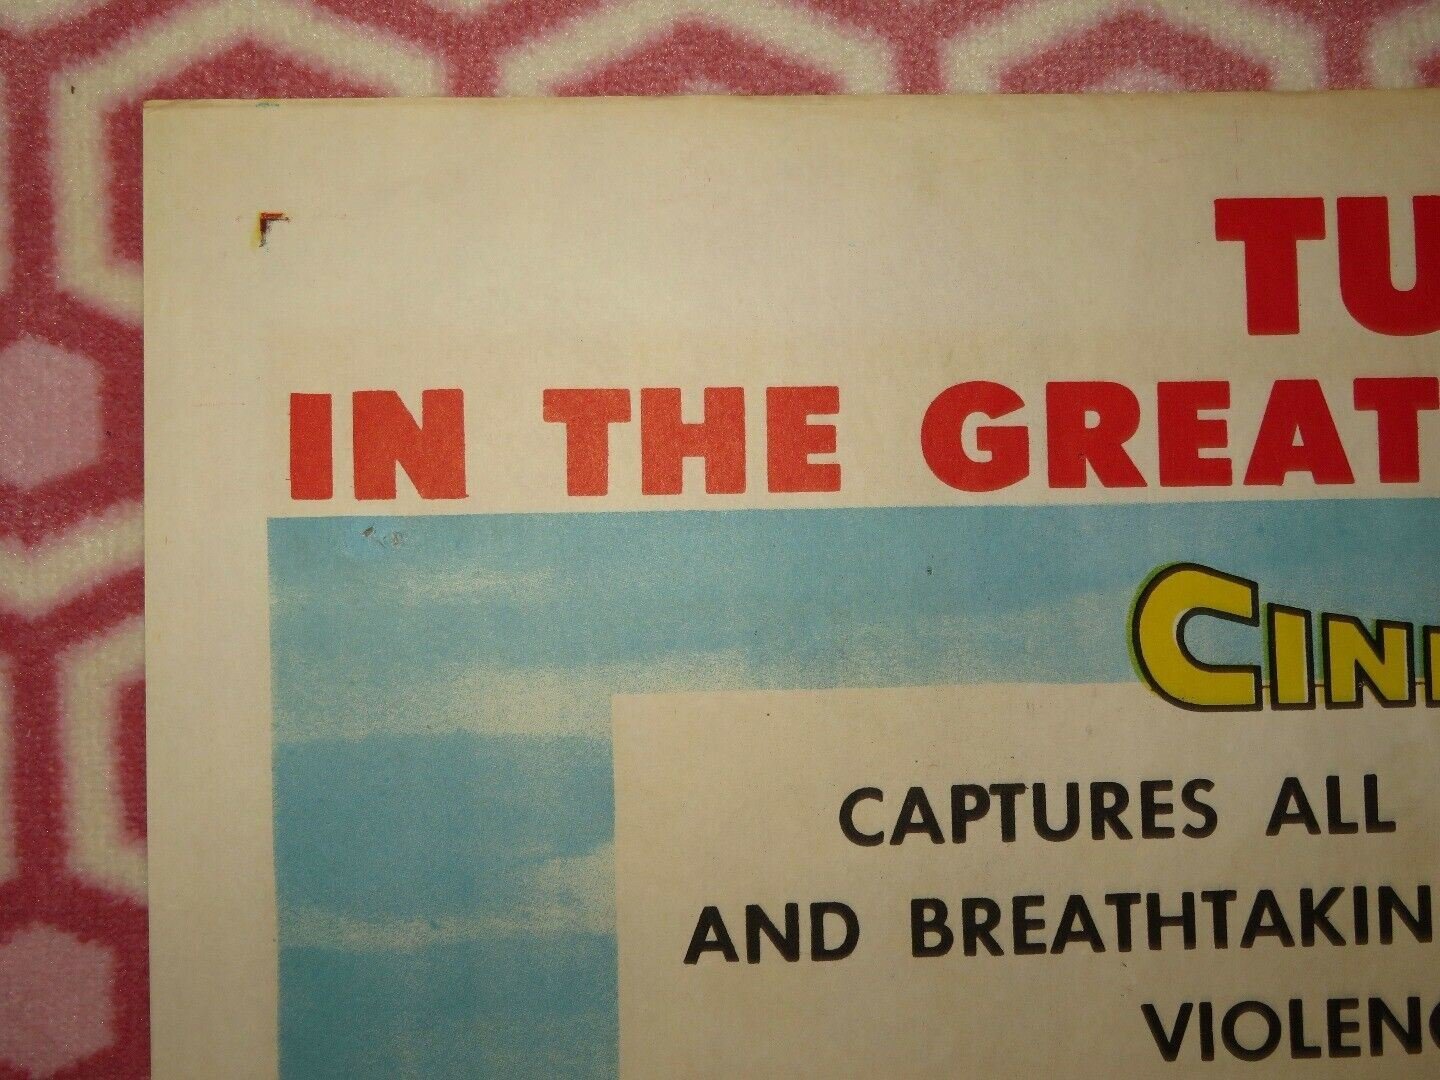 TU
IN THE GREAT
CIN
CAPTURES ALL
AND BREATHTAKIN
VIOLENC